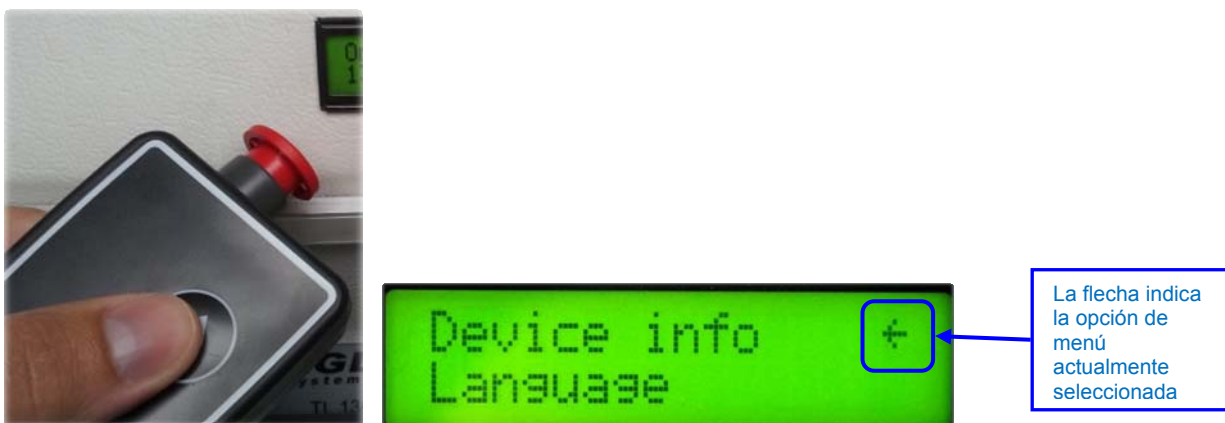 Device info ←
Language
La flecha indica
la opción de
menú
actualmente
seleccionada